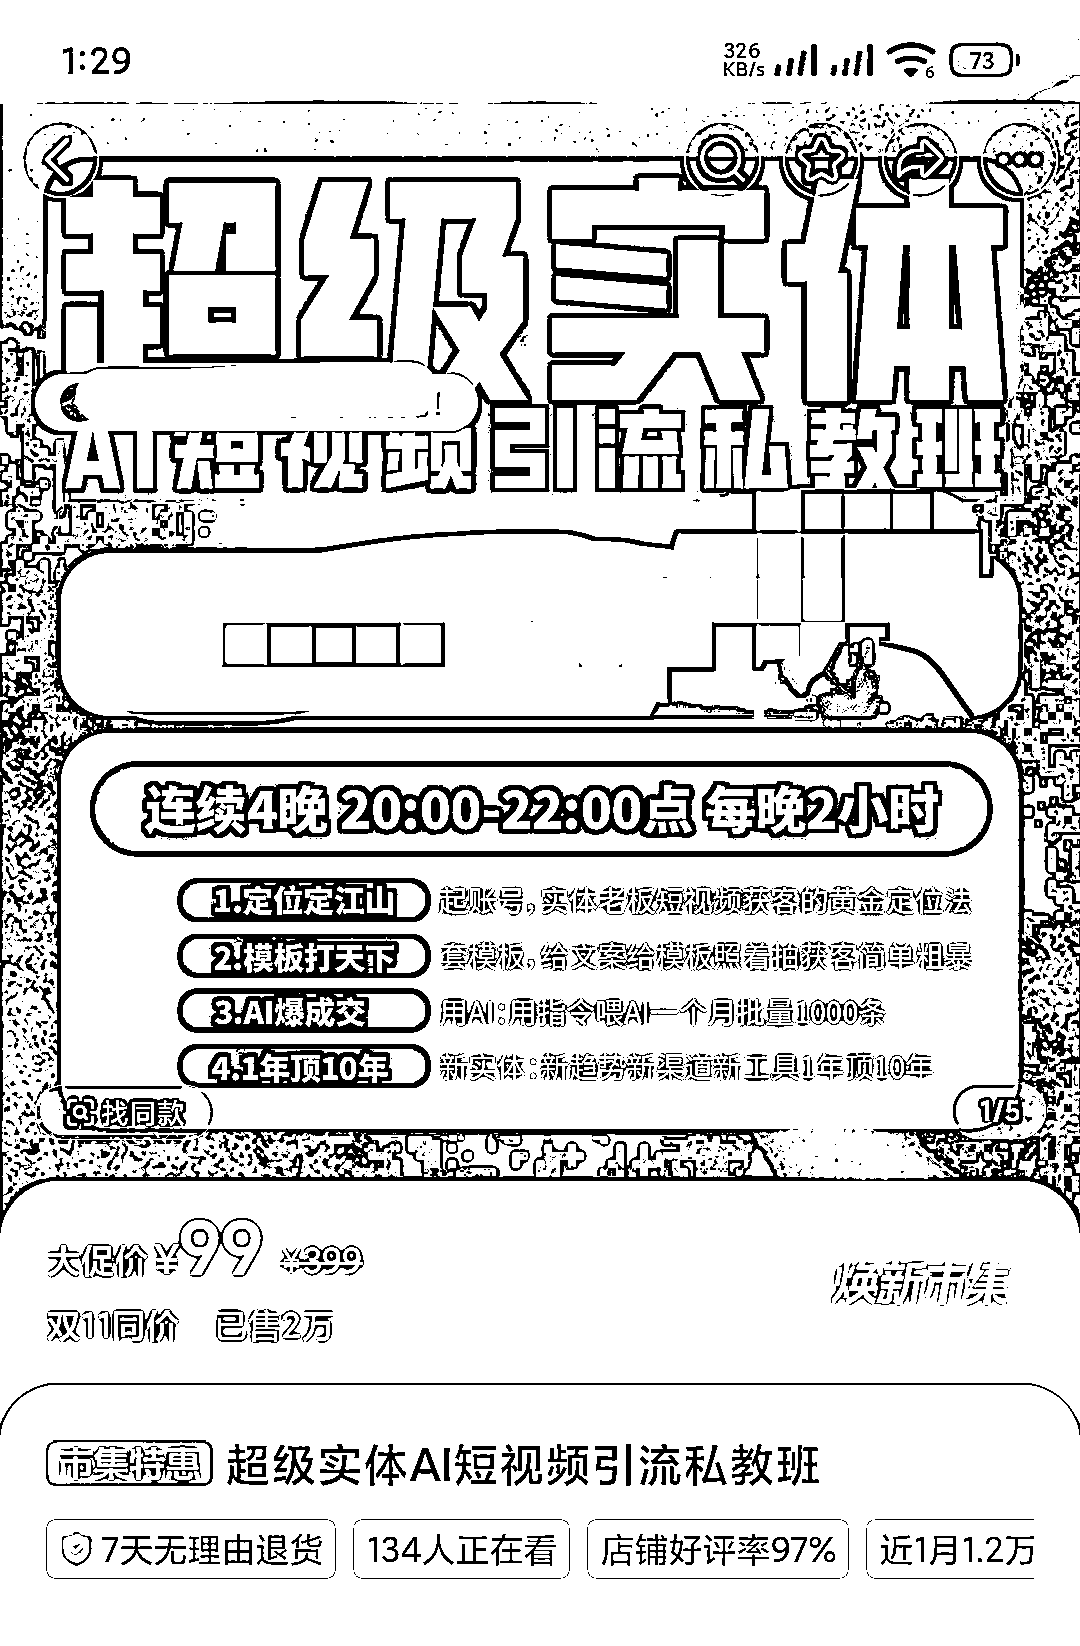 1:29
326 KB/s
6
73
超级实体
!
AI短视频引流私教班
连续4晚 20:00-22:00点 每晚2小时
1.定位定江山 起账号,实体老板短视频获客的黄金定位法
2.模板打天下 套模板,给文案给模板照着拍获客简单粗暴
3.AI爆成交 用AI:用指令喂AI一个月批量1000条
4.1年顶10年 新实体:新趋势新渠道新工具1年顶10年
找同款
1/5
大促价 ¥99 ¥399
焕新市集
双11同价 已售2万
市集特惠 超级实体AI短视频引流私教班
7天无理由退货 134人正在看 店铺好评率97% 近1月1.2万